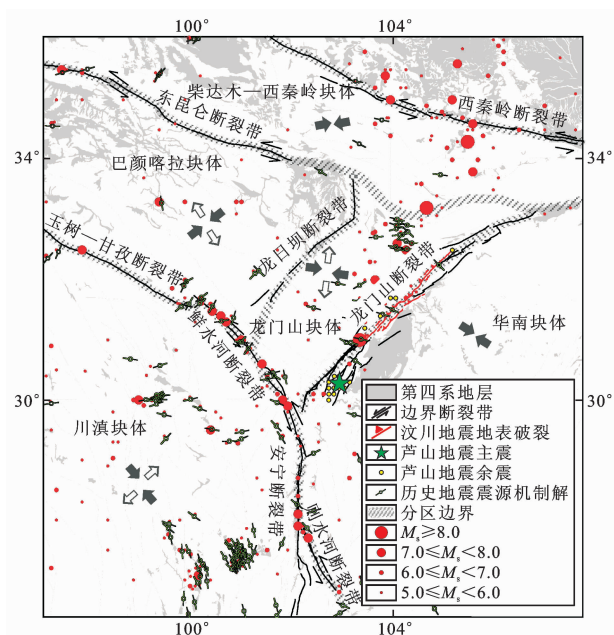 100°
104°
柴达木—西秦岭块体
东昆仑断裂带
西秦岭断裂带
34°
34°
巴颜喀拉块体
玉树—甘孜断裂带
龙日坝断裂带
龙门山断裂带
鲜水河断裂带
龙门山块体
华南块体
30°
30°
川滇块体
安宁断裂带
则水河断裂带
第四系地层
边界断裂带
汶川地震地表破裂
芦山地震主震
芦山地震余震
历史地震震源机制解
分区边界
Ms≥8.0
7.0≤Ms<8.0
6.0≤Ms<7.0
5.0≤Ms<6.0
100°
104°